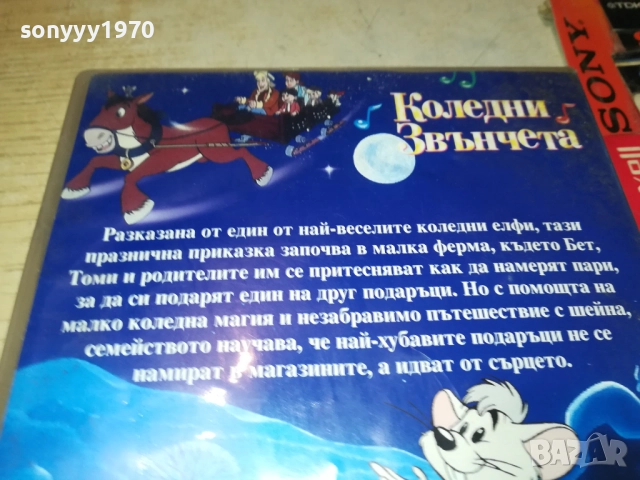 sonyyy1970
Коледни
Звънчета
SONY
Разказана от един от най-веселите коледни елфи, тази
празнична приказка започва в малка ферма, където Бет,
Томи и родителите им се притесняват как да намерят пари,
за да си подарят един на друг подаръци. Но с помощта на
малко коледна магия и незабравимо пътешествие с шейна,
семейството научава, че най-хубавите подаръци не се
намират в магазините, а идват от сърцето.
BAZAR